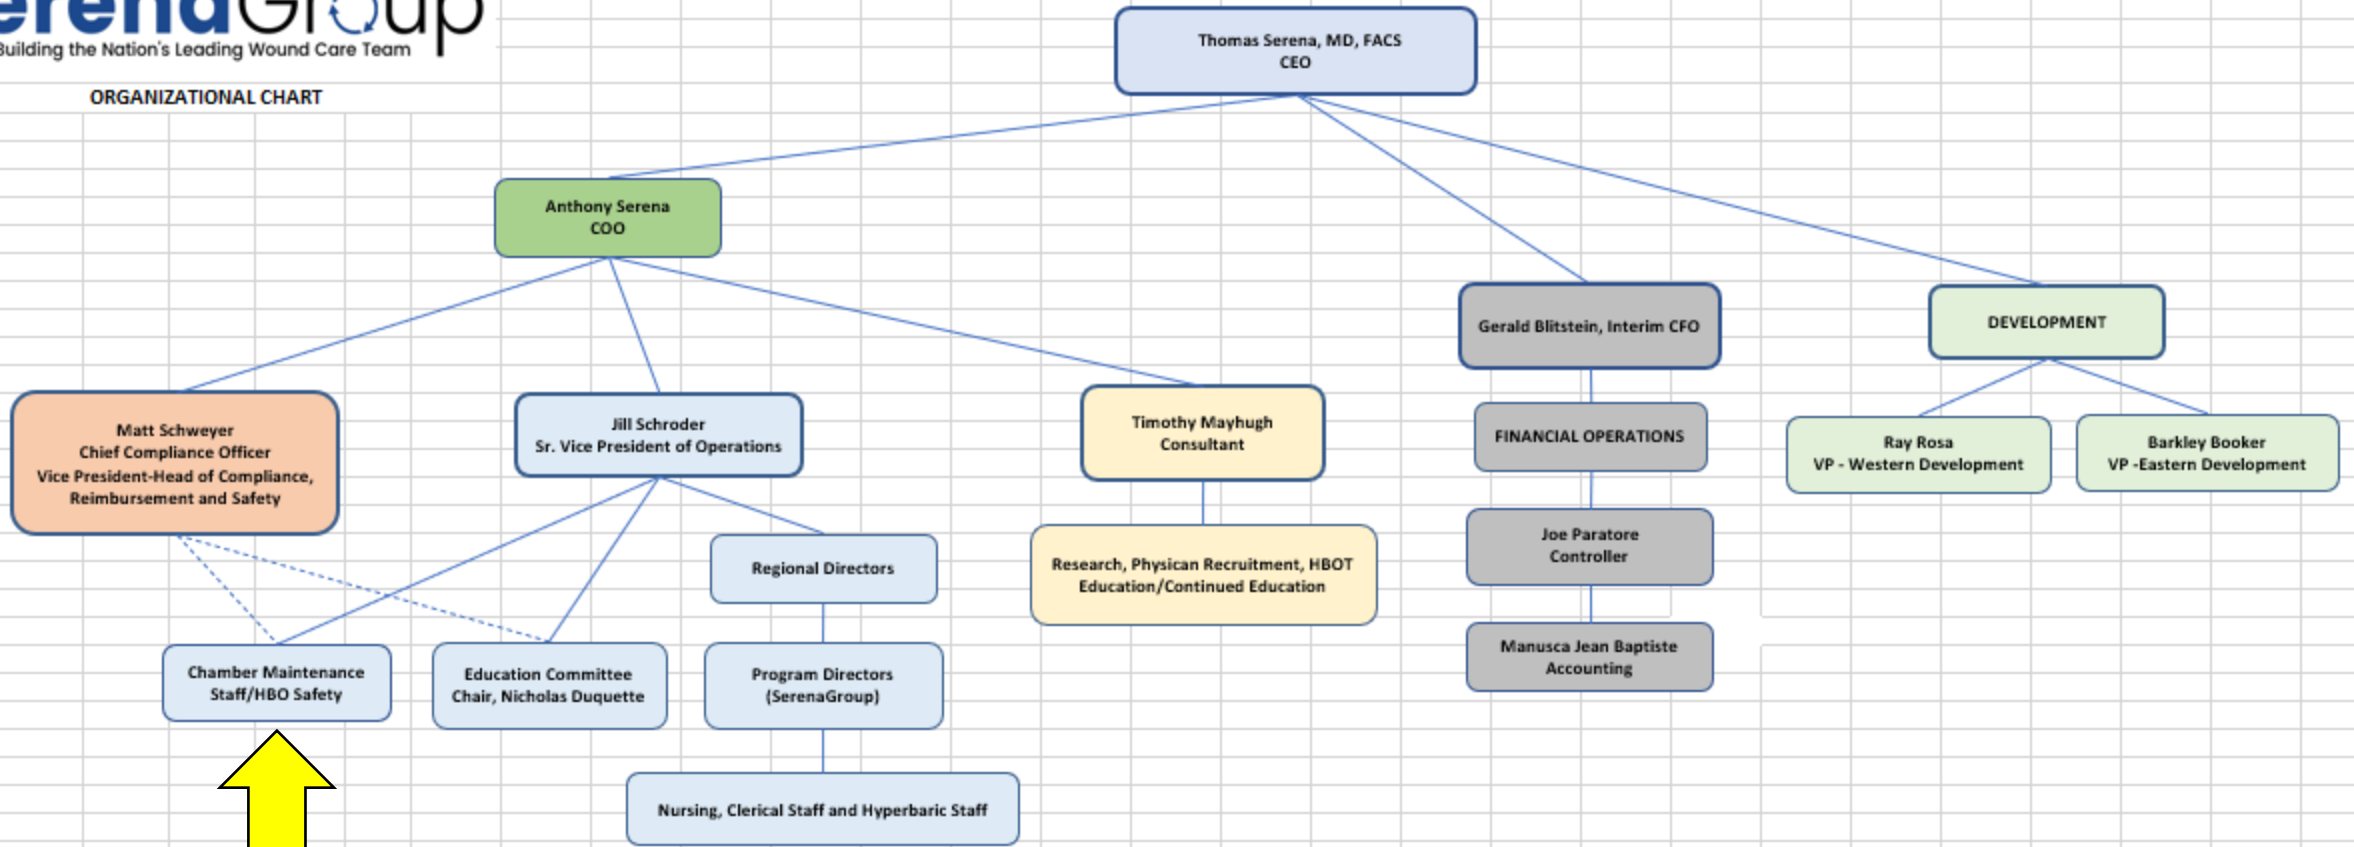 erenaGroup
Building the Nation's Leading Wound Care Team
ORGANIZATIONAL CHART
Thomas Serena, MD, FACS
CEO
Anthony Serena
COO
Gerald Blitstein, Interim CFO
DEVELOPMENT
Matt Schweyer
Chief Compliance Officer
Vice President-Head of Compliance,
Reimbursement and Safety
Jill Schroder
Sr. Vice President of Operations
Timothy Mayhugh
Consultant
FINANCIAL OPERATIONS
Ray Rosa
VP - Western Development
Barkley Booker
VP -Eastern Development
Regional Directors
Research, Physican Recruitment, HBOT
Education/Continued Education
Joe Paratore
Controller
Chamber Maintenance
Staff/HBO Safety
Education Committee
Chair, Nicholas Duquette
Program Directors
(SerenaGroup)
Manusca Jean Baptiste
Accounting
Nursing, Clerical Staff and Hyperbaric Staff